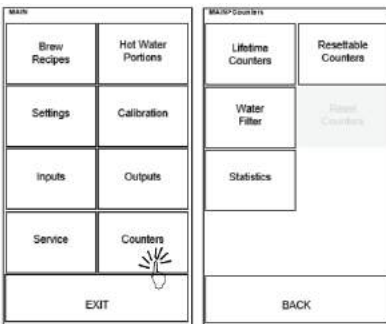 MAIN
Brew
Recipes
Hot Water
Portions
Settings
Calibration
Inputs
Outputs
Service
Counters
EXIT
MAIN>Counters
Lifetime
Counters
Resettable
Counters
Water
Filter
Reset
Counters
Statistics
BACK